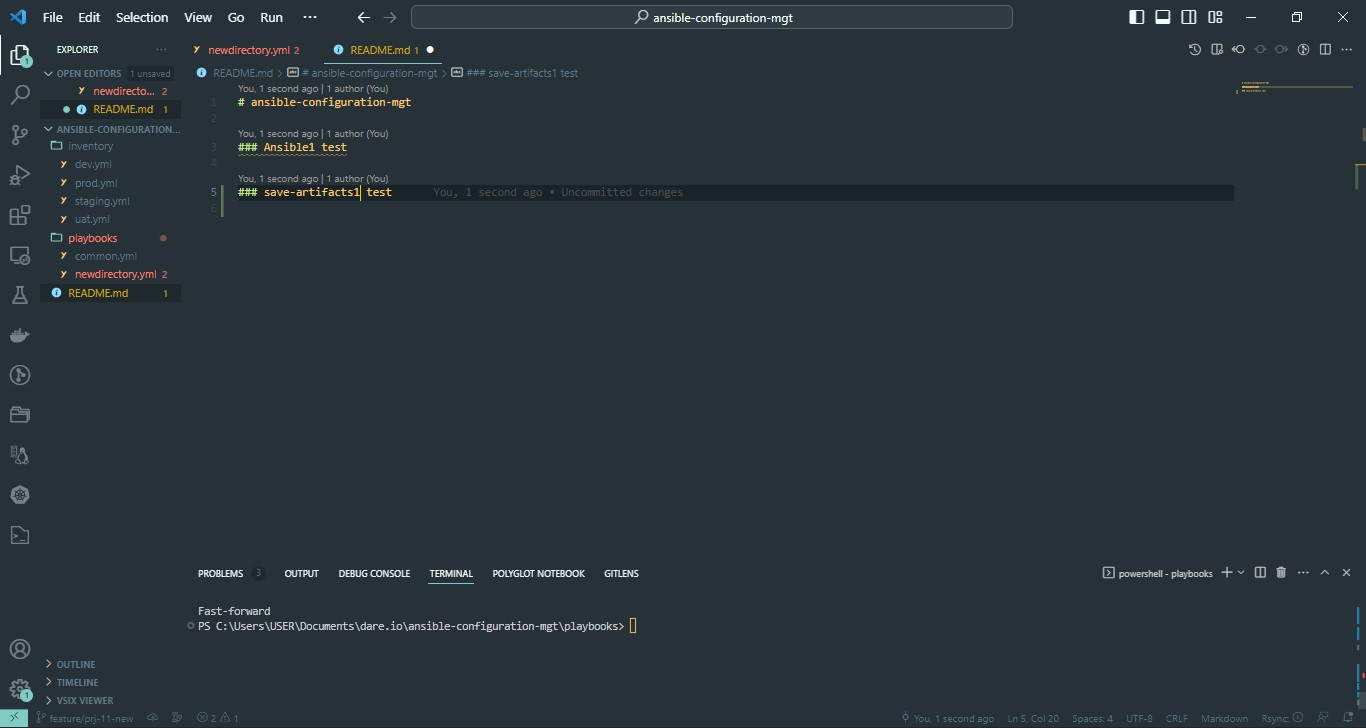 File Edit Selection View Go Run ··· ansible-configuration-mgt
EXPLORER ···
OPEN EDITORS 1 unsaved
newdirecto... 2
README.md 1
ANSIBLE-CONFIGURATION...
inventory
dev.yml
prod.yml
staging.yml
uat.yml
playbooks
common.yml
newdirectory.yml 2
README.md 1
OUTLINE
TIMELINE
VSIX VIEWER
newdirectory.yml 2 README.md 1
README.md > # ansible-configuration-mgt > ### save-artifacts1 test
You, 1 second ago | 1 author (You)
1 # ansible-configuration-mgt
2
You, 1 second ago | 1 author (You)
3 ### Ansible1 test
4
You, 1 second ago | 1 author (You)
5 ### save-artifacts1 test You, 1 second ago • Uncommitted changes
6
PROBLEMS 3 OUTPUT DEBUG CONSOLE TERMINAL POLYGLOT NOTEBOOK GITLENS powershell - playbooks
Fast-forward
PS C:\Users\USER\Documents\dare.io\ansible-configuration-mgt\playbooks>
feature/prj-11-new 2 1 You, 1 second ago Ln 5, Col 20 Spaces: 4 UTF-8 CRLF Markdown Rsync: